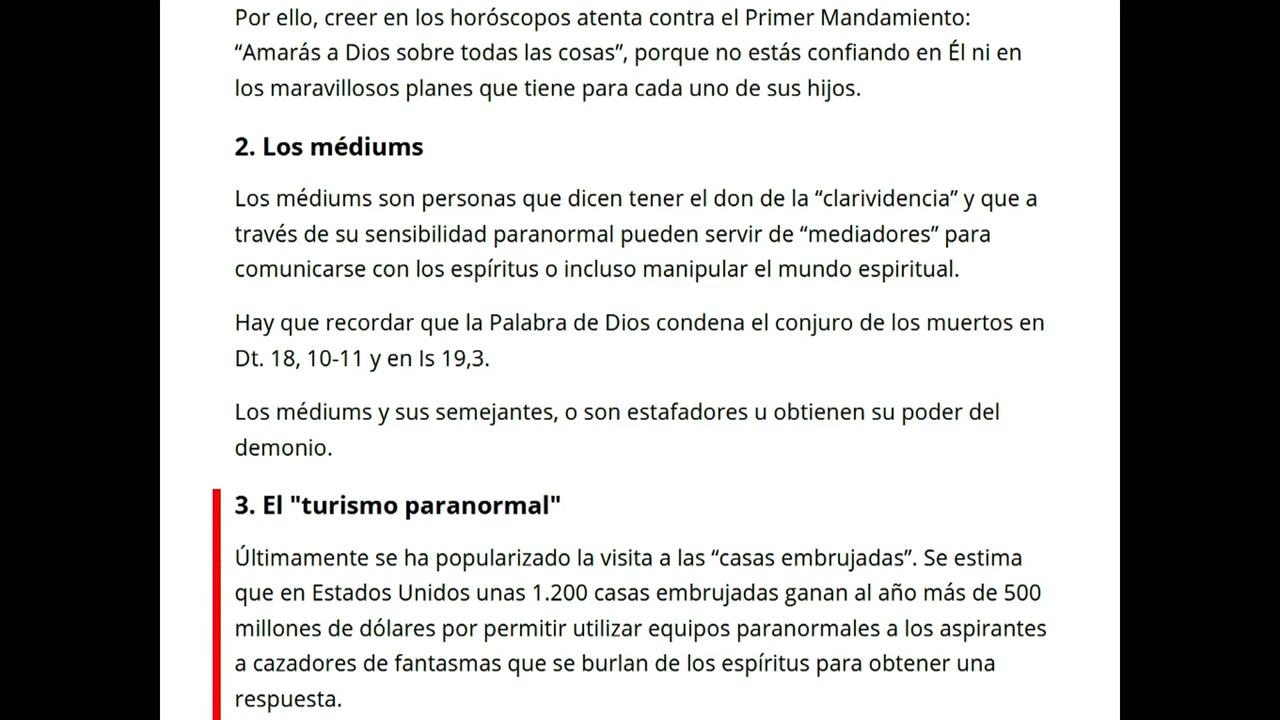 Por ello, creer en los horóscopos atenta contra el Primer Mandamiento:
“Amarás a Dios sobre todas las cosas”, porque no estás confiando en Él ni en
los maravillosos planes que tiene para cada uno de sus hijos.
2. Los médiums
Los médiums son personas que dicen tener el don de la “clarividencia” y que a
través de su sensibilidad paranormal pueden servir de “mediadores” para
comunicarse con los espíritus o incluso manipular el mundo espiritual.
Hay que recordar que la Palabra de Dios condena el conjuro de los muertos en
Dt. 18, 10-11 y en Is 19,3.
Los médiums y sus semejantes, o son estafadores u obtienen su poder del
demonio.
3. El "turismo paranormal"
Últimamente se ha popularizado la visita a las “casas embrujadas”. Se estima
que en Estados Unidos unas 1.200 casas embrujadas ganan al año más de 500
millones de dólares por permitir utilizar equipos paranormales a los aspirantes
a cazadores de fantasmas que se burlan de los espíritus para obtener una
respuesta.